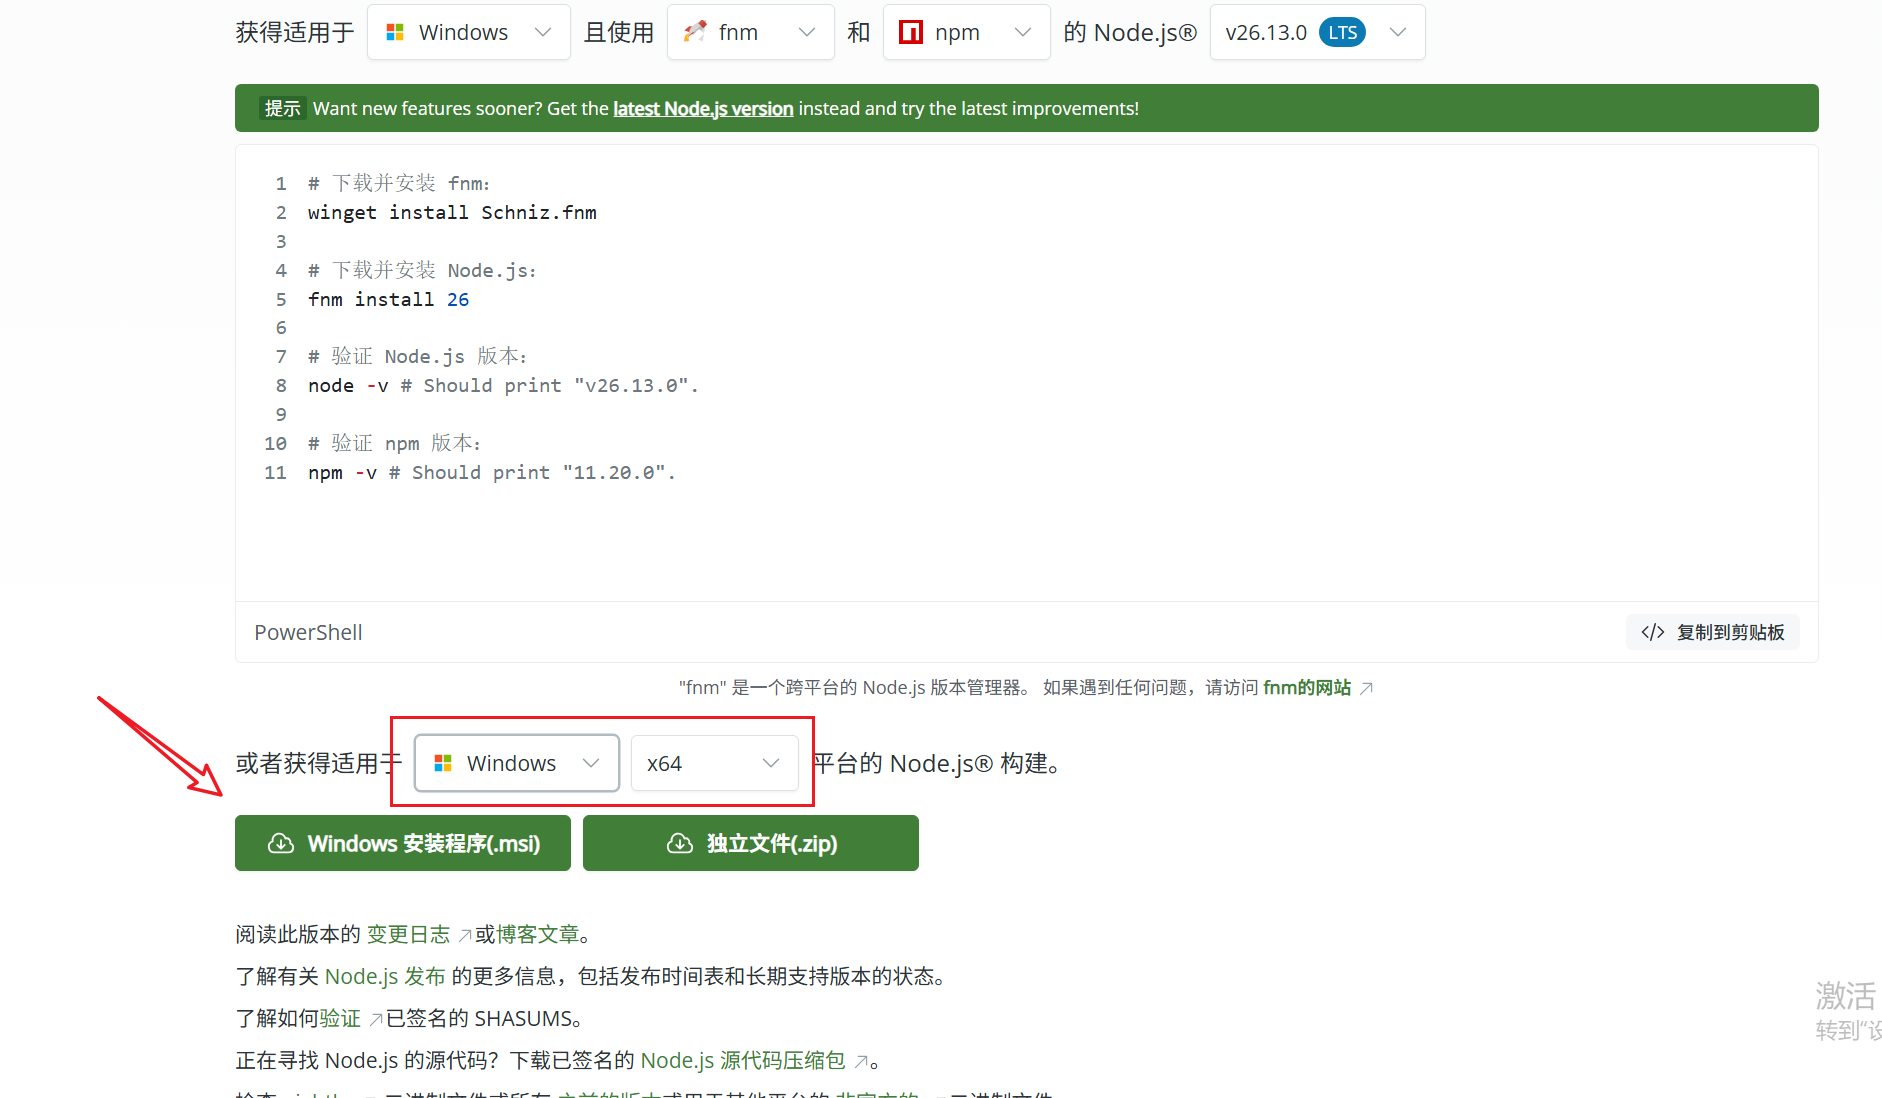 获得适用于 Windows 且使用 fnm 和 npm 的 Node.js® v26.13.0 LTS
提示 Want new features sooner? Get the latest Node.js version instead and try the latest improvements!
1 # 下载并安装 fnm：
2 winget install Schniz.fnm
3
4 # 下载并安装 Node.js：
5 fnm install 26
6
7 # 验证 Node.js 版本：
8 node -v # Should print "v26.13.0".
9
10 # 验证 npm 版本：
11 npm -v # Should print "11.20.0".
PowerShell </> 复制到剪贴板
"fnm" 是一个跨平台的 Node.js 版本管理器。 如果遇到任何问题，请访问 fnm的网站
或者获得适用于 Windows x64 平台的 Node.js® 构建。
Windows 安装程序(.msi) 独立文件(.zip)
阅读此版本的 变更日志 或博客文章。
了解有关 Node.js 发布 的更多信息，包括发布时间表和长期支持版本的状态。
了解如何验证 已签名的 SHASUMS。
正在寻找 Node.js 的源代码？下载已签名的 Node.js 源代码压缩包 。
激活
转到"